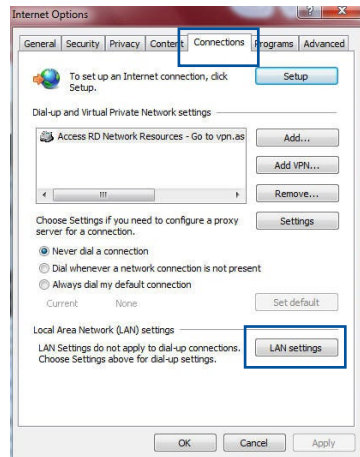 Internet Options
General Security Privacy Content Connections Programs Advanced
To set up an Internet connection, click
Setup.
Setup
Dial-up and Virtual Private Network settings
Access RD Network Resources - Go to vpn.as
Add...
Add VPN...
Remove...
Choose Settings if you need to configure a proxy
server for a connection.
Settings
Never dial a connection
Dial whenever a network connection is not present
Always dial my default connection
Current None
Set default
Local Area Network (LAN) settings
LAN Settings do not apply to dial-up connections.
Choose Settings above for dial-up settings.
LAN settings
OK Cancel Apply